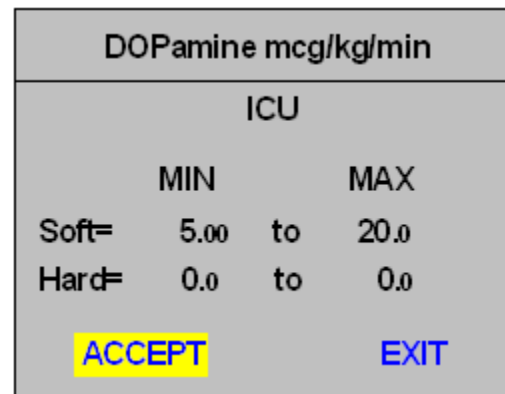 DOPamine mcg/kg/min
ICU
MIN MAX
Soft= 5.00 to 20.0
Hard= 0.0 to 0.0
ACCEPT EXIT